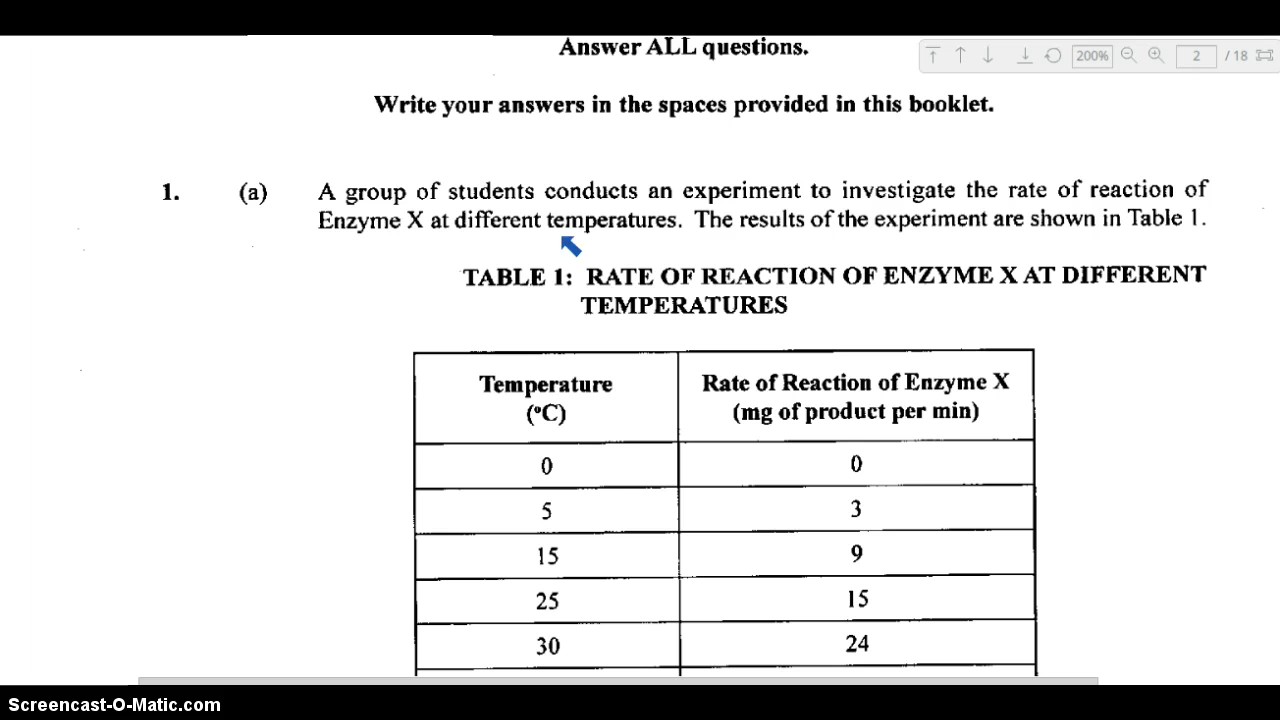 Answer ALL questions.
200% 2 / 18
Write your answers in the spaces provided in this booklet.
1. (a) A group of students conducts an experiment to investigate the rate of reaction of
Enzyme X at different temperatures. The results of the experiment are shown in Table 1.
TABLE 1: RATE OF REACTION OF ENZYME X AT DIFFERENT
TEMPERATURES
Temperature Rate of Reaction of Enzyme X
(°C) (mg of product per min)
0 0
5 3
15 9
25 15
30 24
Screencast-O-Matic.com